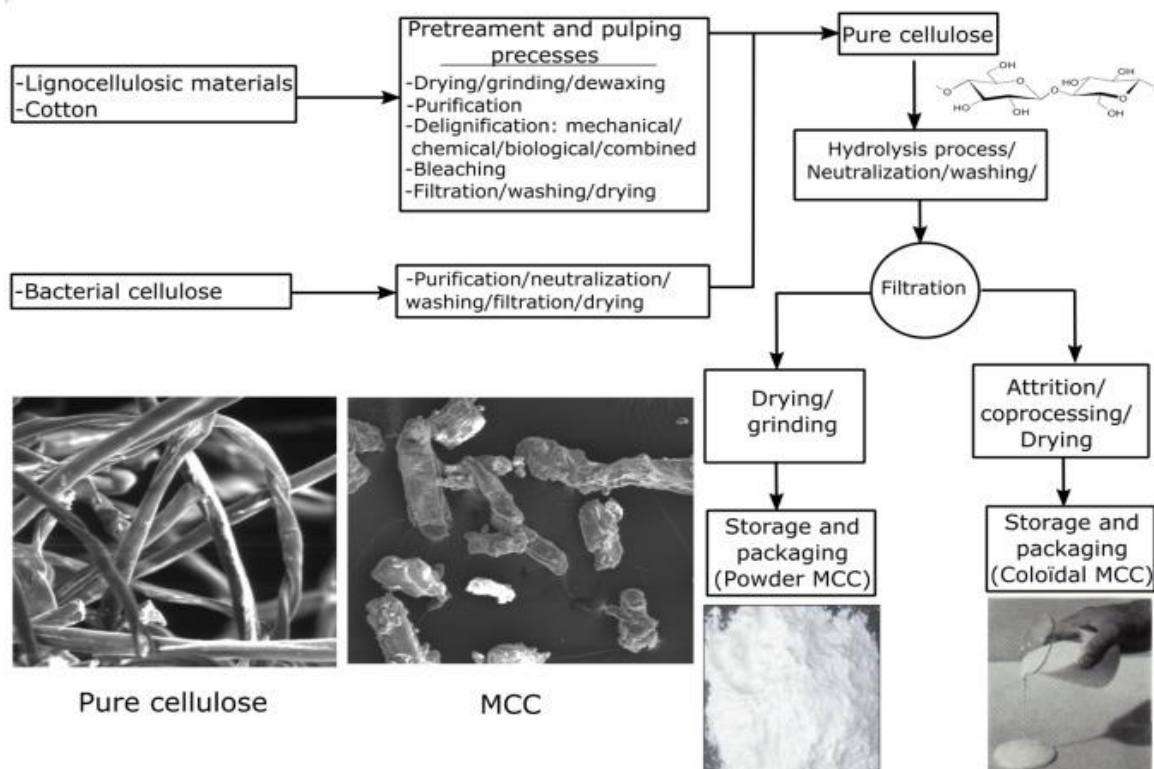 Pretreament and pulping
precesses
-Drying/grinding/dewaxing
-Purification
-Delignification: mechanical/
chemical/biological/combined
-Bleaching
-Filtration/washing/drying
-Lignocellulosic materials
-Cotton
Pure cellulose
OH
OH
HO
O
O
HO
OH
O
HO
OH
O
O
OH
Hydrolysis process/
Neutralization/washing/
-Bacterial cellulose
-Purification/neutralization/
washing/filtration/drying
Filtration
Drying/
grinding
Attrition/
coprocessing/
Drying
Storage and
packaging
(Powder MCC)
Storage and
packaging
(Coloïdal MCC)
Pure cellulose
MCC